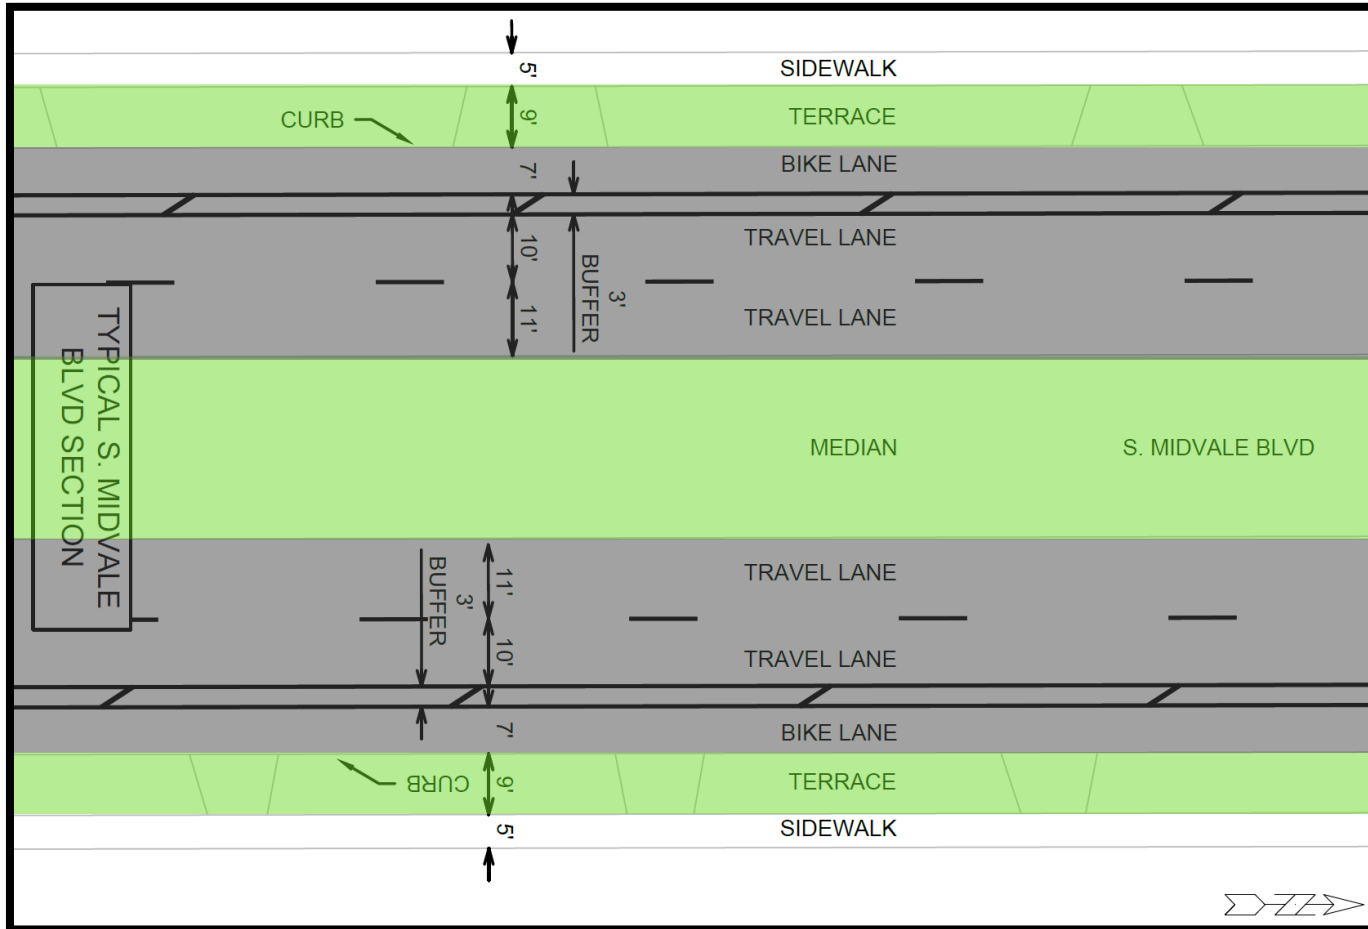 SIDEWALK
5'
TERRACE
CURB
9'
BIKE LANE
7'
TRAVEL LANE
10'
3'
BUFFER
TRAVEL LANE
11'
TYPICAL S. MIDVALE
BLVD SECTION
MEDIAN
S. MIDVALE BLVD
TRAVEL LANE
11'
3'
BUFFER
10'
TRAVEL LANE
7'
BIKE LANE
TERRACE
CURB
9'
SIDEWALK
5'
N